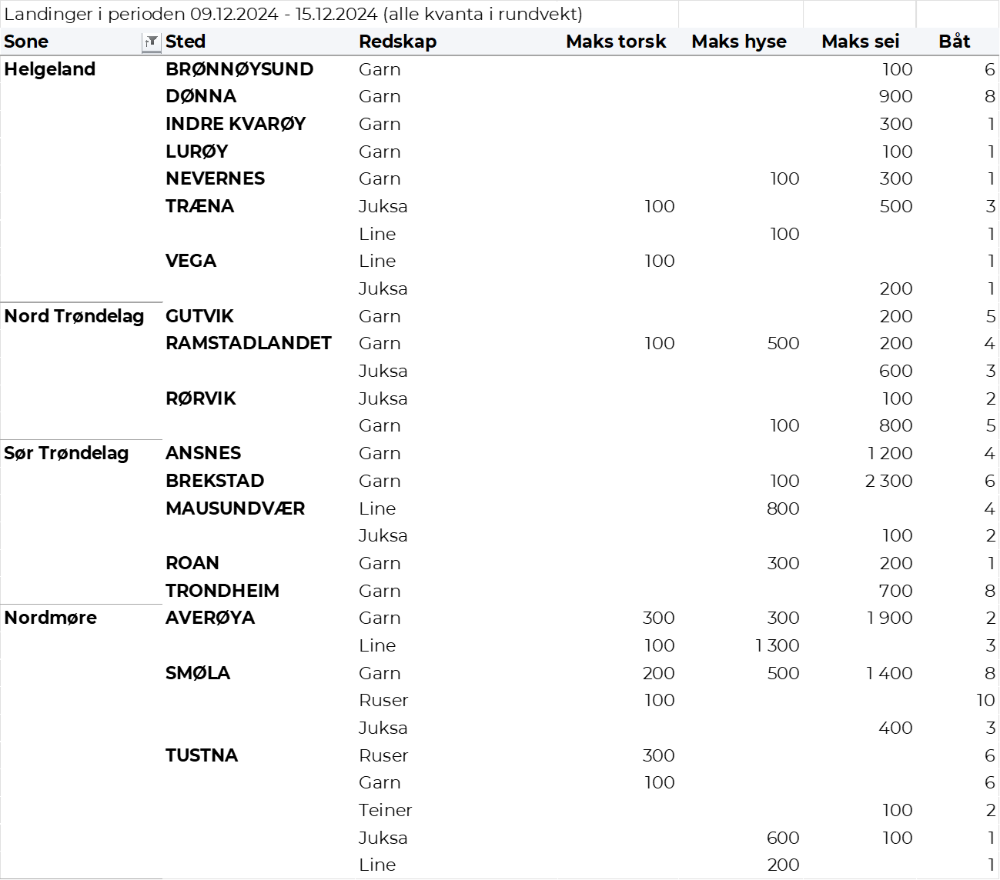 Landinger i perioden 09.12.2024 - 15.12.2024 (alle kvanta i rundvekt)
Sone Sted Redskap Maks torsk Maks hyse Maks sei Båt
Helgeland BRØNNØYSUND Garn 100 6
DØNNA Garn 900 8
INDRE KVARØY Garn 300 1
LURØY Garn 100 1
NEVERNES Garn 100 300 1
TRÆNA Juksa 100 500 3
Line 100 1
VEGA Line 100 1
Juksa 200 1
Nord Trøndelag GUTVIK Garn 200 5
RAMSTADLANDET Garn 100 500 200 4
Juksa 600 3
RØRVIK Juksa 100 2
Garn 100 800 5
Sør Trøndelag ANSNES Garn 1 200 4
BREKSTAD Garn 100 2 300 6
MAUSUNDVÆR Line 800 4
Juksa 100 2
ROAN Garn 300 200 1
TRONDHEIM Garn 700 8
Nordmøre AVERØYA Garn 300 300 1 900 2
Line 100 1 300 3
SMØLA Garn 200 500 1 400 8
Ruser 100 10
Juksa 400 3
TUSTNA Ruser 300 6
Garn 100 6
Teiner 100 2
Juksa 600 100 1
Line 200 1